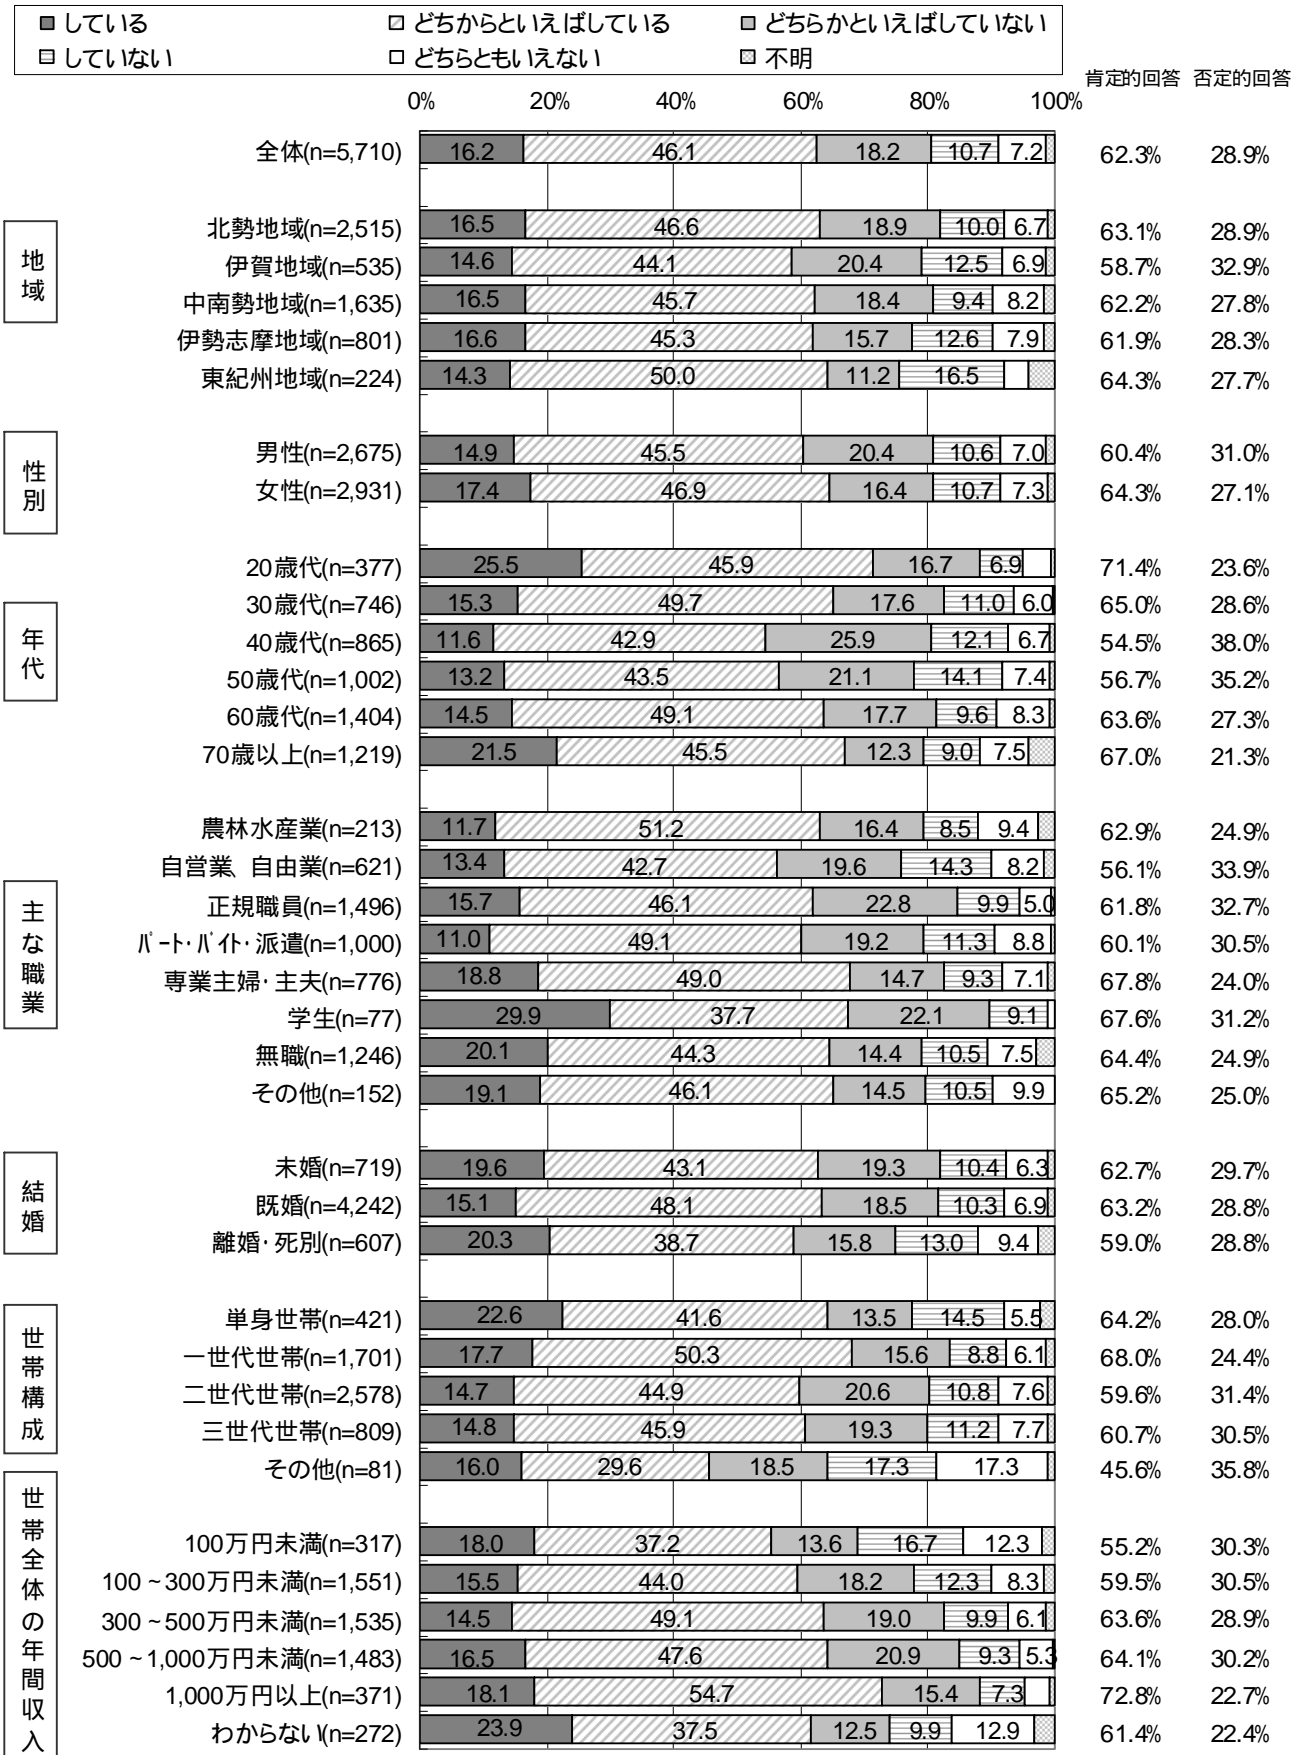 している どちからといえばしている どちらかといえばしていない
していない どちらともいえない 不明
肯定的回答 否定的回答
0% 20% 40% 60% 80% 100%
全体(n=5,710) 16.2 46.1 18.2 10.7 7.2 62.3% 28.9%
地域
北勢地域(n=2,515) 16.5 46.6 18.9 10.0 6.7 63.1% 28.9%
伊賀地域(n=535) 14.6 44.1 20.4 12.5 6.9 58.7% 32.9%
中南勢地域(n=1,635) 16.5 45.7 18.4 9.4 8.2 62.2% 27.8%
伊勢志摩地域(n=801) 16.6 45.3 15.7 12.6 7.9 61.9% 28.3%
東紀州地域(n=224) 14.3 50.0 11.2 16.5 64.3% 27.7%
性別
男性(n=2,675) 14.9 45.5 20.4 10.6 7.0 60.4% 31.0%
女性(n=2,931) 17.4 46.9 16.4 10.7 7.3 64.3% 27.1%
年代
20歳代(n=377) 25.5 45.9 16.7 6.9 71.4% 23.6%
30歳代(n=746) 15.3 49.7 17.6 11.0 6.0 65.0% 28.6%
40歳代(n=865) 11.6 42.9 25.9 12.1 6.7 54.5% 38.0%
50歳代(n=1,002) 13.2 43.5 21.1 14.1 7.4 56.7% 35.2%
60歳代(n=1,404) 14.5 49.1 17.7 9.6 8.3 63.6% 27.3%
70歳以上(n=1,219) 21.5 45.5 12.3 9.0 7.5 67.0% 21.3%
主な職業
農林水産業(n=213) 11.7 51.2 16.4 8.5 9.4 62.9% 24.9%
自営業、自由業(n=621) 13.4 42.7 19.6 14.3 8.2 56.1% 33.9%
正規職員(n=1,496) 15.7 46.1 22.8 9.9 5.0 61.8% 32.7%
ﾊﾟｰﾄ･ﾊﾞｲﾄ･派遣(n=1,000) 11.0 49.1 19.2 11.3 8.8 60.1% 30.5%
専業主婦･主夫(n=776) 18.8 49.0 14.7 9.3 7.1 67.8% 24.0%
学生(n=77) 29.9 37.7 22.1 9.1 67.6% 31.2%
無職(n=1,246) 20.1 44.3 14.4 10.5 7.5 64.4% 24.9%
その他(n=152) 19.1 46.1 14.5 10.5 9.9 65.2% 25.0%
結婚
未婚(n=719) 19.6 43.1 19.3 10.4 6.3 62.7% 29.7%
既婚(n=4,242) 15.1 48.1 18.5 10.3 6.9 63.2% 28.8%
離婚･死別(n=607) 20.3 38.7 15.8 13.0 9.4 59.0% 28.8%
世帯構成
単身世帯(n=421) 22.6 41.6 13.5 14.5 5.5 64.2% 28.0%
一世代世帯(n=1,701) 17.7 50.3 15.6 8.8 6.1 68.0% 24.4%
二世代世帯(n=2,578) 14.7 44.9 20.6 10.8 7.6 59.6% 31.4%
三世代世帯(n=809) 14.8 45.9 19.3 11.2 7.7 60.7% 30.5%
その他(n=81) 16.0 29.6 18.5 17.3 17.3 45.6% 35.8%
世帯全体の年間収入
100万円未満(n=317) 18.0 37.2 13.6 16.7 12.3 55.2% 30.3%
100~300万円未満(n=1,551) 15.5 44.0 18.2 12.3 8.3 59.5% 30.5%
300~500万円未満(n=1,535) 14.5 49.1 19.0 9.9 6.1 63.6% 28.9%
500~1,000万円未満(n=1,483) 16.5 47.6 20.9 9.3 5.3 64.1% 30.2%
1,000万円以上(n=371) 18.1 54.7 15.4 7.3 72.8% 22.7%
わからない(n=272) 23.9 37.5 12.5 9.9 12.9 61.4% 22.4%